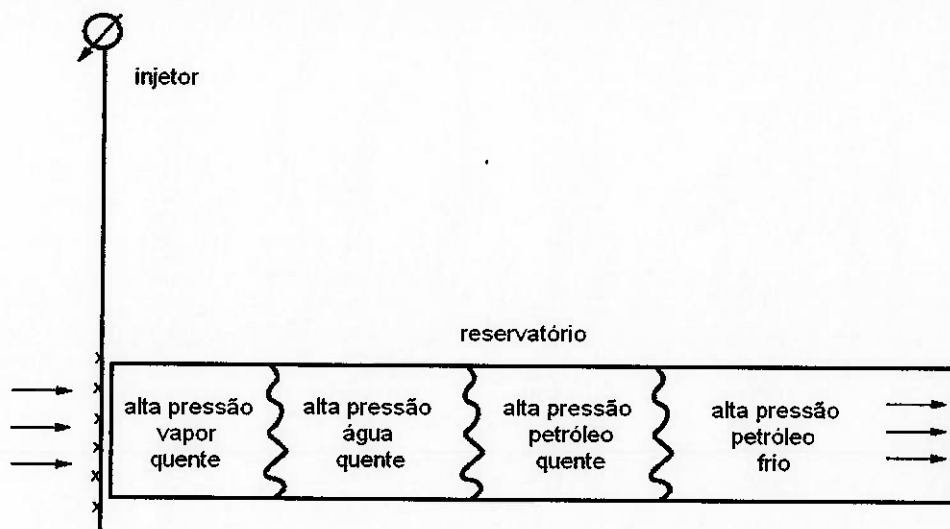 injetor
reservatório
alta pressão
vapor
quente
alta pressão
água
quente
alta pressão
petróleo
quente
alta pressão
petróleo
frio